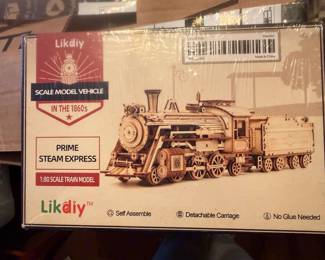 Likdiy
SCALE MODEL VEHICLE
IN THE 1860s
PRIME
STEAM EXPRESS
1:80 SCALE TRAIN MODEL
Likdiy™
Self Assemble
Detachable Carriage
No Glue Needed